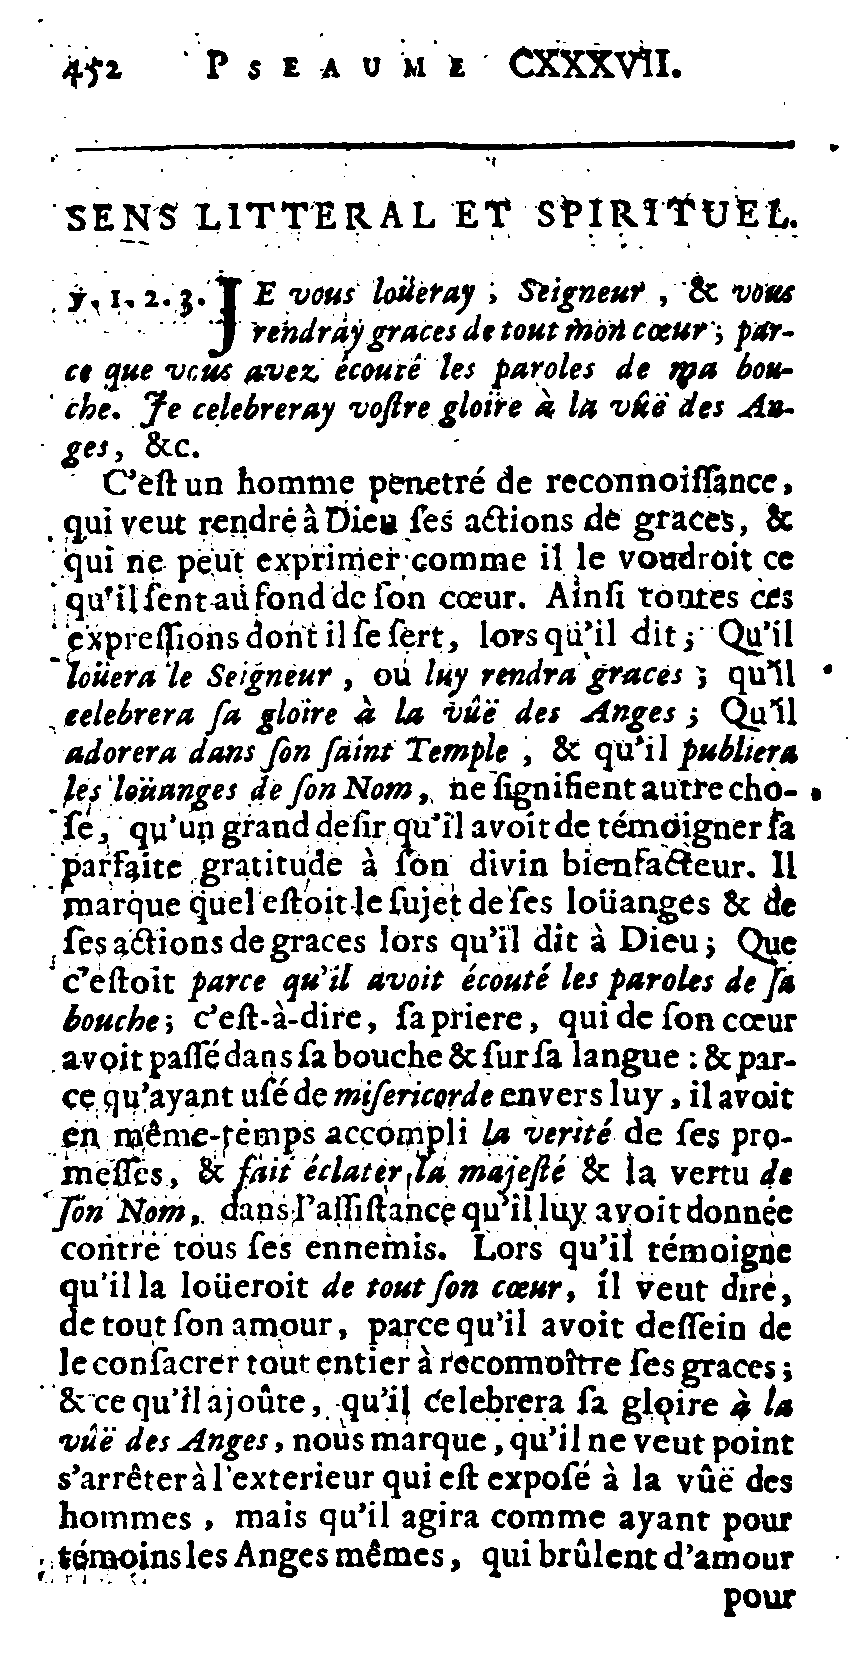 452 PSEAUME CXXXVII.
SENS LITTERAL ET SPIRITUEL.
ỳ. 1. 2. 3. JE vous loüeray ; Seigneur , & vous
rendray graces de tout mon cœur ; par-
ce que vous avez écouté les paroles de ma bou-
che. Je celebreray voſtre gloire à la vûë des An-
ges, &c.
C'eſt un homme penetré de reconnoiſſance,
qui veut rendre à Dieu ſes actions de graces, &
qui ne peut exprimer comme il le voudroit ce
qu'il ſent au fond de ſon cœur. Ainſi toutes ces
expreſſions dont il ſe ſert, lors qu'il dit ; Qu'il
loüera le Seigneur , ou luy rendra graces ; qu'il
celebrera ſa gloire à la vûë des Anges ; Qu'il
adorera dans ſon ſaint Temple , & qu'il publiera
les loüanges de ſon Nom, ne ſignifient autre cho-
ſe, qu'un grand deſir qu'il avoit de témoigner ſa
parfaite gratitude à ſon divin bienfacteur. Il
marque quel eſtoit le ſujet de ſes loüanges & de
ſes actions de graces lors qu'il dit à Dieu ; Que
c'eſtoit parce qu'il avoit écouté les paroles de ſa
bouche ; c'eſt-à-dire, ſa priere, qui de ſon cœur
avoit paſſé dans ſa bouche & ſur ſa langue : & par-
ce qu'ayant uſé de miſericorde envers luy , il avoit
en même-temps accompli la verité de ſes pro-
meſſes, & fait éclater la majeſté & la vertu de
ſon Nom, dans l'aſſiſtance qu'il luy avoit donnée
contre tous ſes ennemis. Lors qu'il témoigne
qu'il la loüeroit de tout ſon cœur, il veut dire,
de tout ſon amour, parce qu'il avoit deſſein de
le conſacrer tout entier à reconnoître ſes graces ;
& ce qu'il ajoûte, qu'il celebrera ſa gloire à la
vûë des Anges, nous marque, qu'il ne veut point
s'arrêter à l'exterieur qui eſt expoſé à la vûë des
hommes , mais qu'il agira comme ayant pour
témoins les Anges mêmes, qui brûlent d'amour
pour